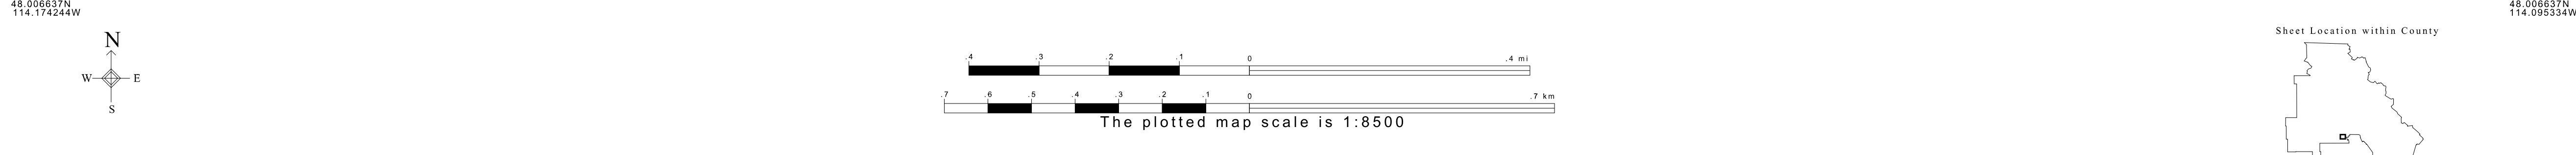 48.006637N
114.174244W
48.006637N
114.095334W
N
W E
S
.4 .3 .2 .1 0 .4 mi
.7 .6 .5 .4 .3 .2 .1 0 .7 km
The plotted map scale is 1:8500
Sheet Location within County